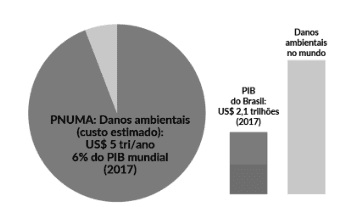 PNUMA: Danos ambientais
(custo estimado):
US$ 5 tri/ano
6% do PIB mundial
(2017)
PIB
do Brasil:
US$ 2,1 trilhões
(2017)
Danos
ambientais
no mundo